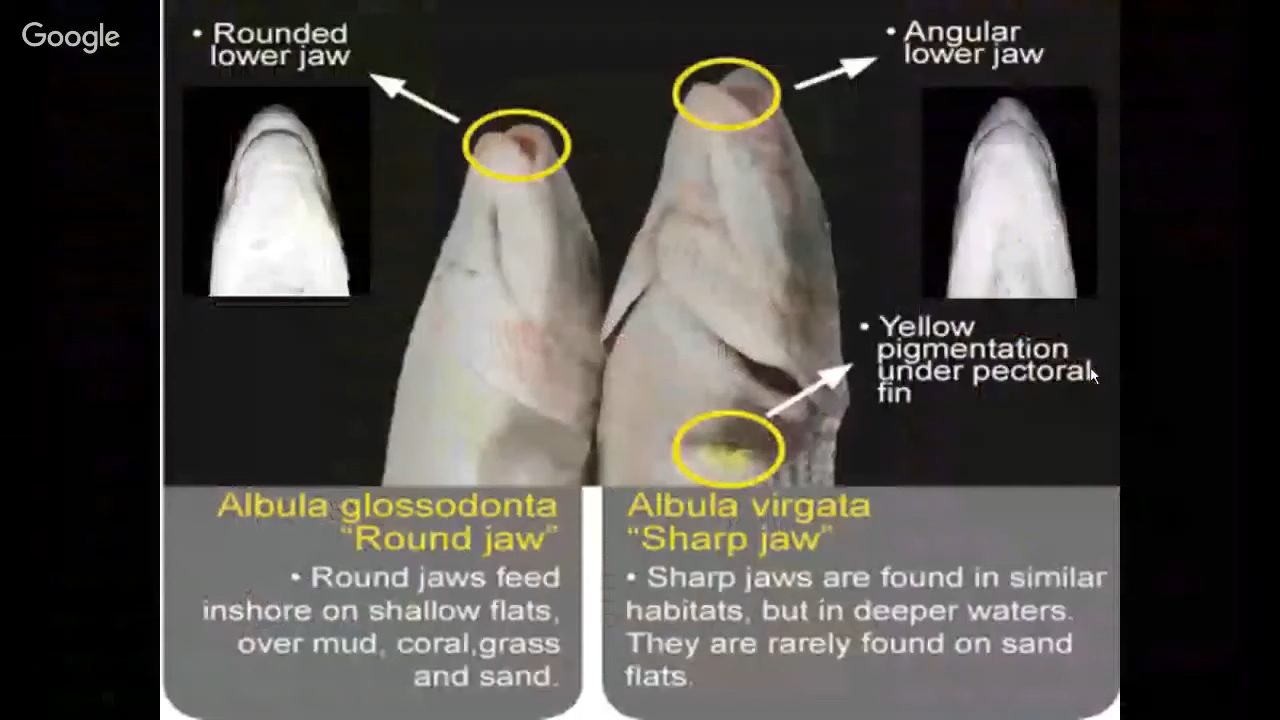 Google
• Rounded
lower jaw
• Angular
lower jaw
• Yellow
pigmentation
under pectoral
fin
Albula glossodonta
“Round jaw”
• Round jaws feed
inshore on shallow flats,
over mud, coral,grass
and sand.
Albula virgata
“Sharp jaw”
• Sharp jaws are found in similar
habitats, but in deeper waters.
They are rarely found on sand
flats.